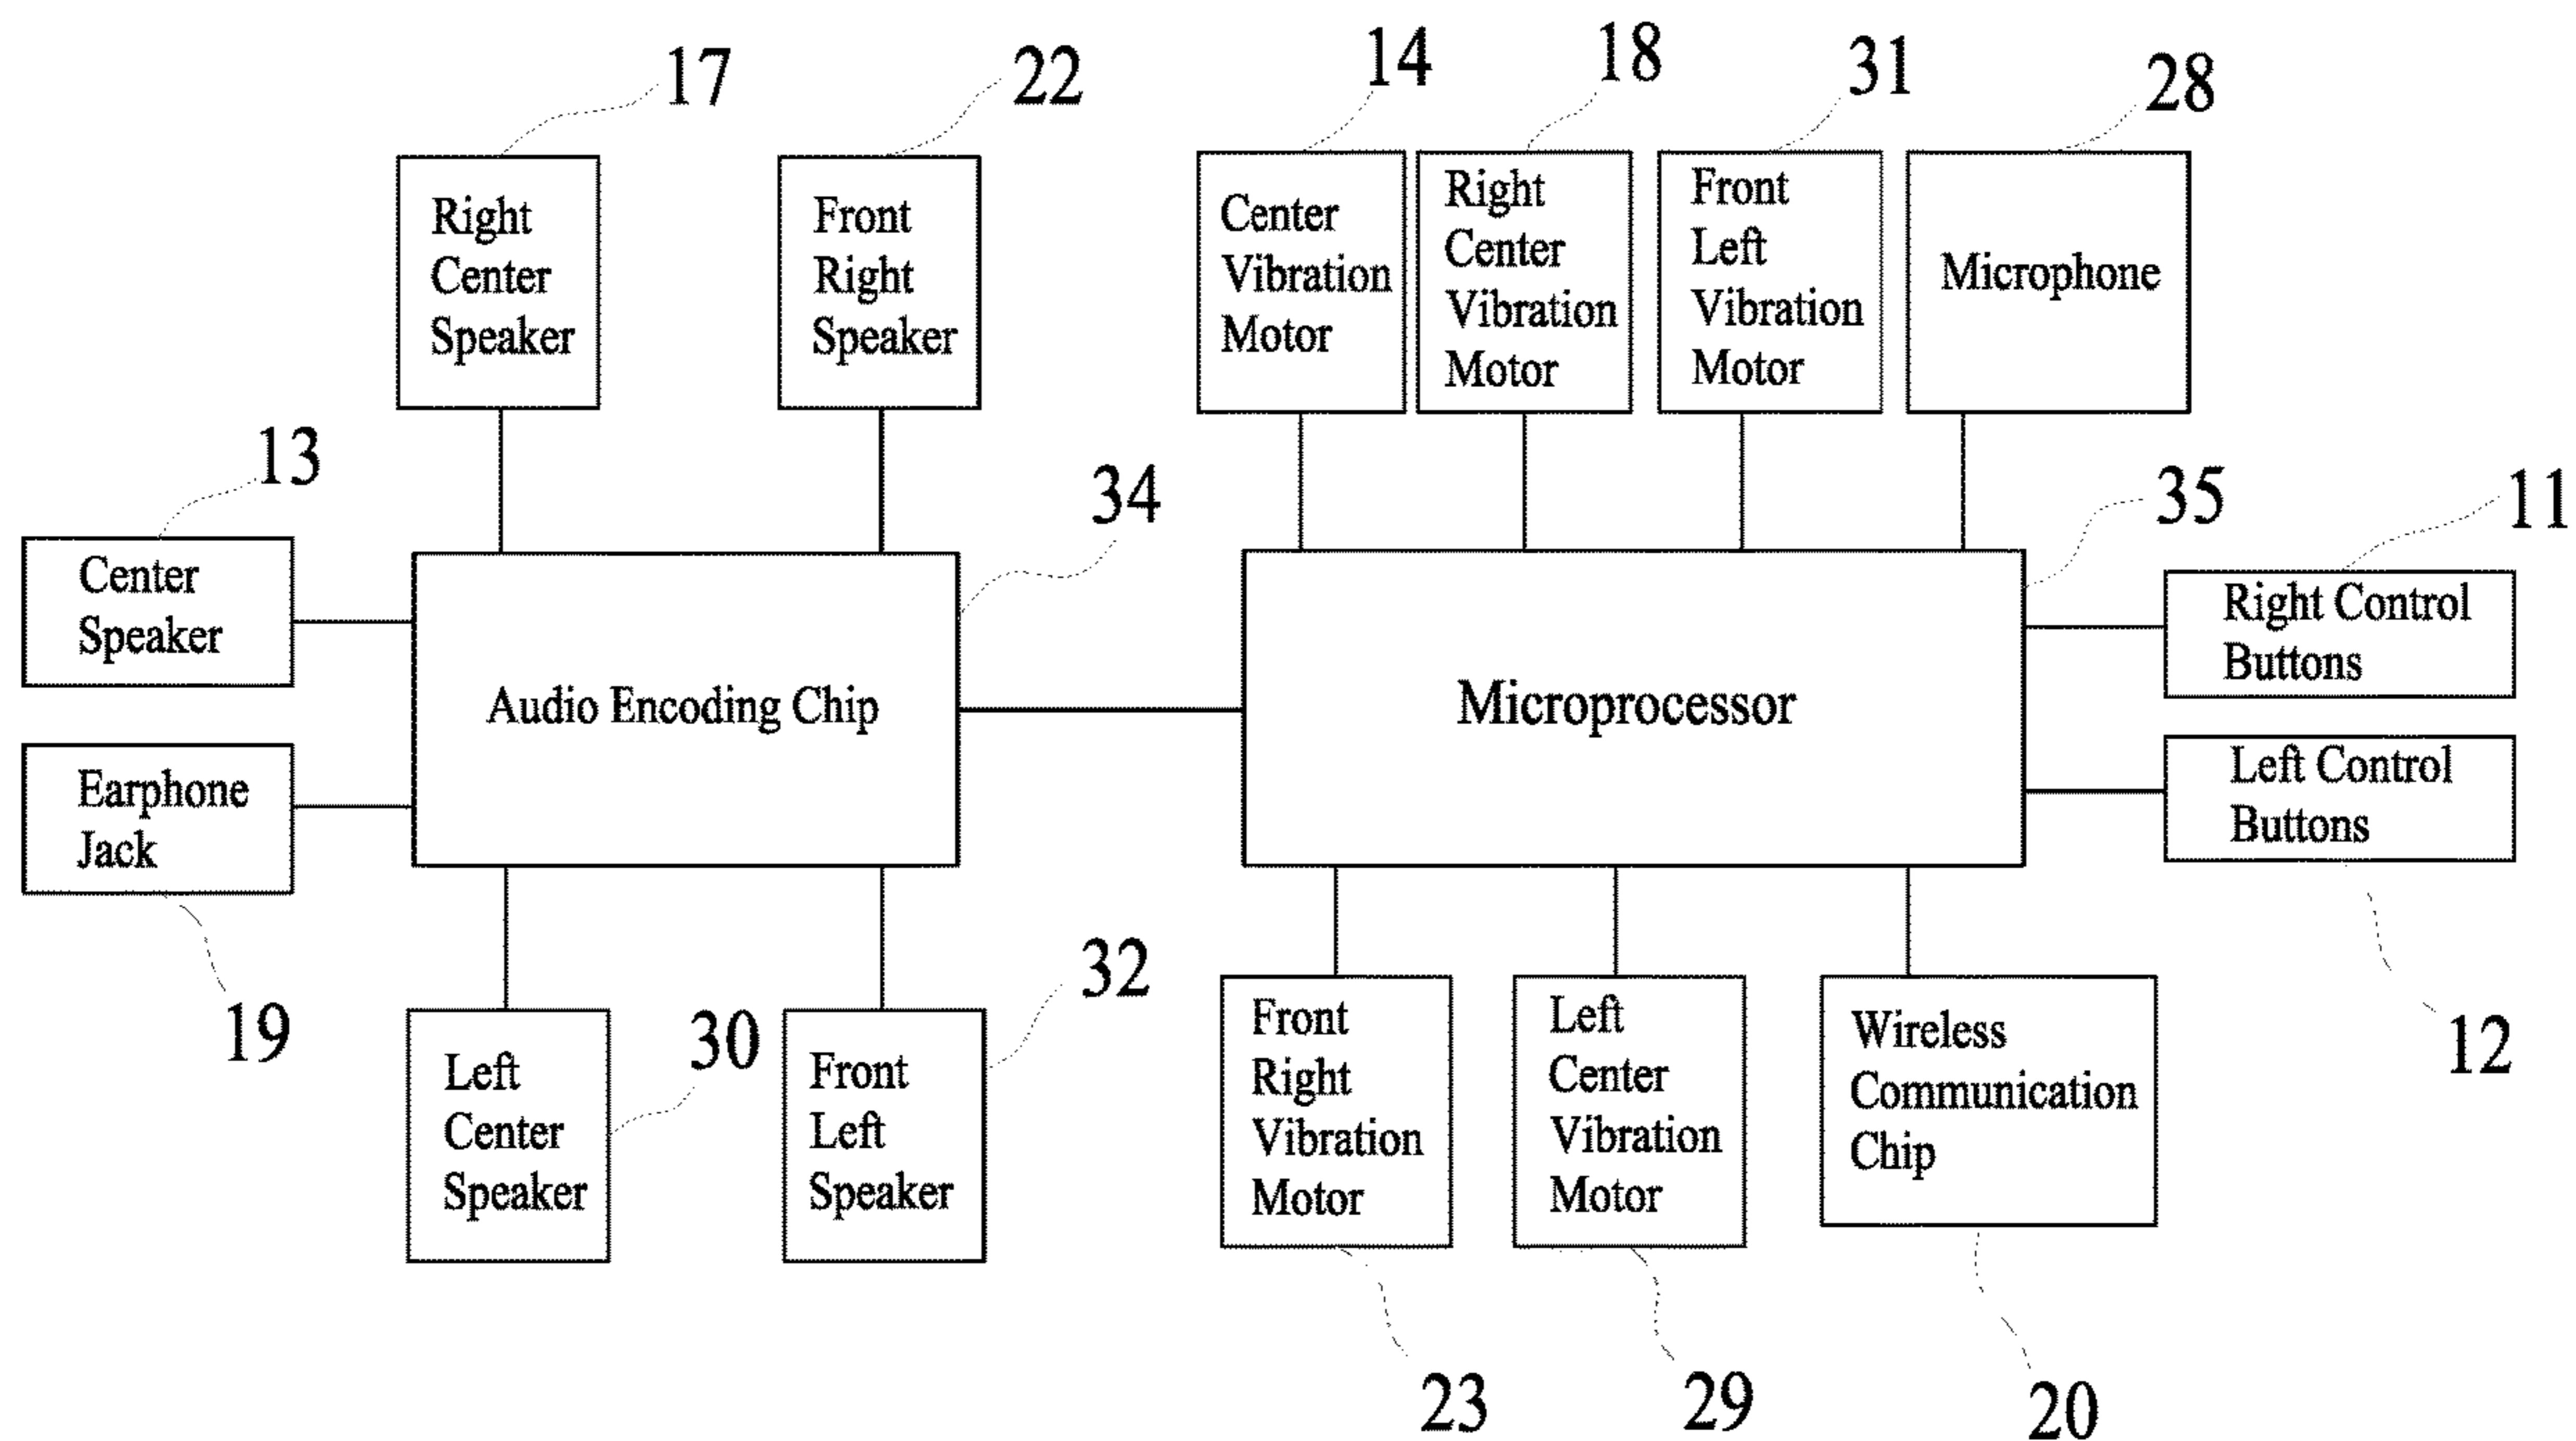 17
22
14
18
31
28
Right
Center
Speaker
Front
Right
Speaker
Center
Vibration
Motor
Right
Center
Vibration
Motor
Front
Left
Vibration
Motor
Microphone
13
34
35
11
Center
Speaker
Audio Encoding Chip
Microprocessor
Right Control
Buttons
Earphone
Jack
Left Control
Buttons
19
30
32
12
Left
Center
Speaker
Front
Left
Speaker
Front
Right
Vibration
Motor
Left
Center
Vibration
Motor
Wireless
Communication
Chip
23
29
20